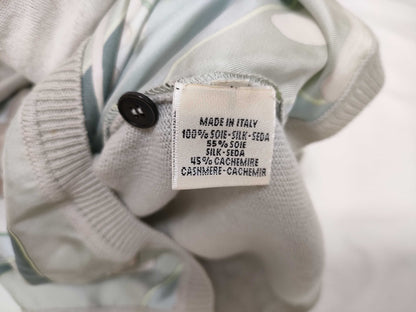 MADE IN ITALY
100% SOIE-SILK-SEDA
55% SOIE
SILK-SEDA
45% CACHEMIRE
CASHMERE-CACHEMIR